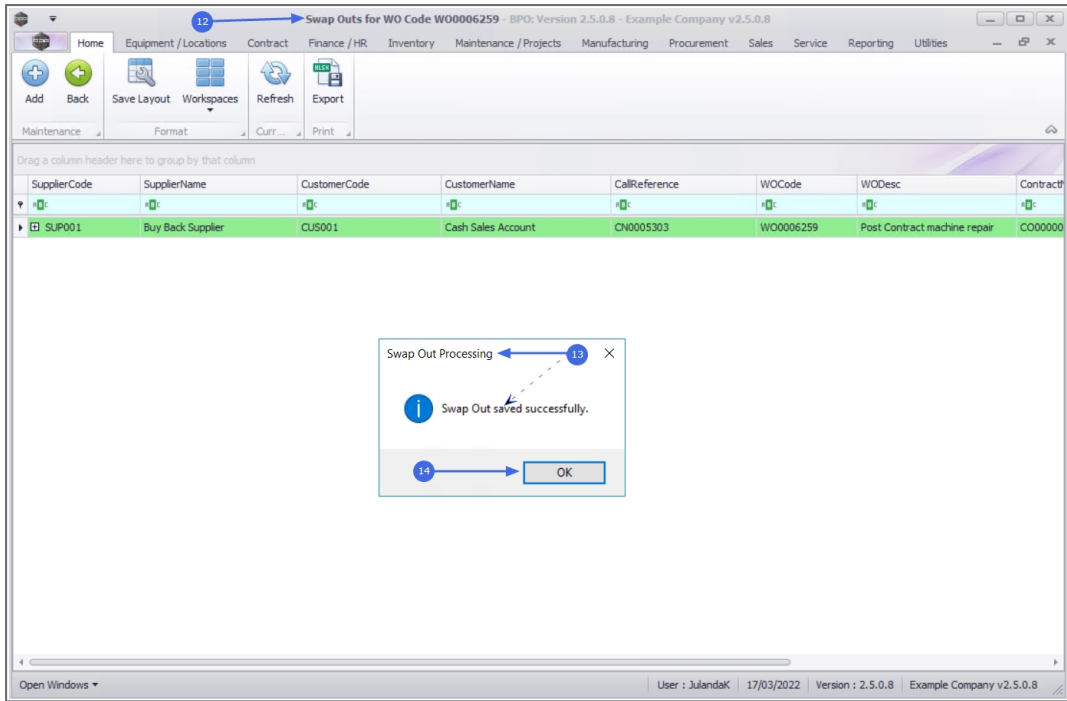 12
Swap Outs for WO Code WO0006259 - BPO: Version 2.5.0.8 - Example Company v2.5.0.8
Home Equipment / Locations Contract Finance / HR Inventory Maintenance / Projects Manufacturing Procurement Sales Service Reporting Utilities
XLSX
Add Back Save Layout Workspaces Refresh Export
Maintenance Format Curr... Print
Drag a column header here to group by that column
SupplierCode SupplierName CustomerCode CustomerName CallReference WOCode WODesc
SUP001 Buy Back Supplier CUS001 Cash Sales Account CN0005303 WO0006259 Post Contract machine repair CO00000
Swap Out Processing 13
Swap Out saved successfully.
14 OK
Open Windows User : JulandaK 17/03/2022 Version : 2.5.0.8 Example Company v2.5.0.8